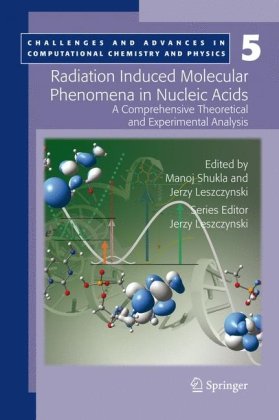 CHALLENGES AND ADVANCES IN
COMPUTATIONAL CHEMISTRY AND PHYSICS
5
Radiation Induced Molecular
Phenomena in Nucleic Acids
A Comprehensive Theoretical
and Experimental Analysis
Edited by
Manoj Shukla and
Jerzy Leszczynski
Series Editor
Jerzy Leszczynski
Springer